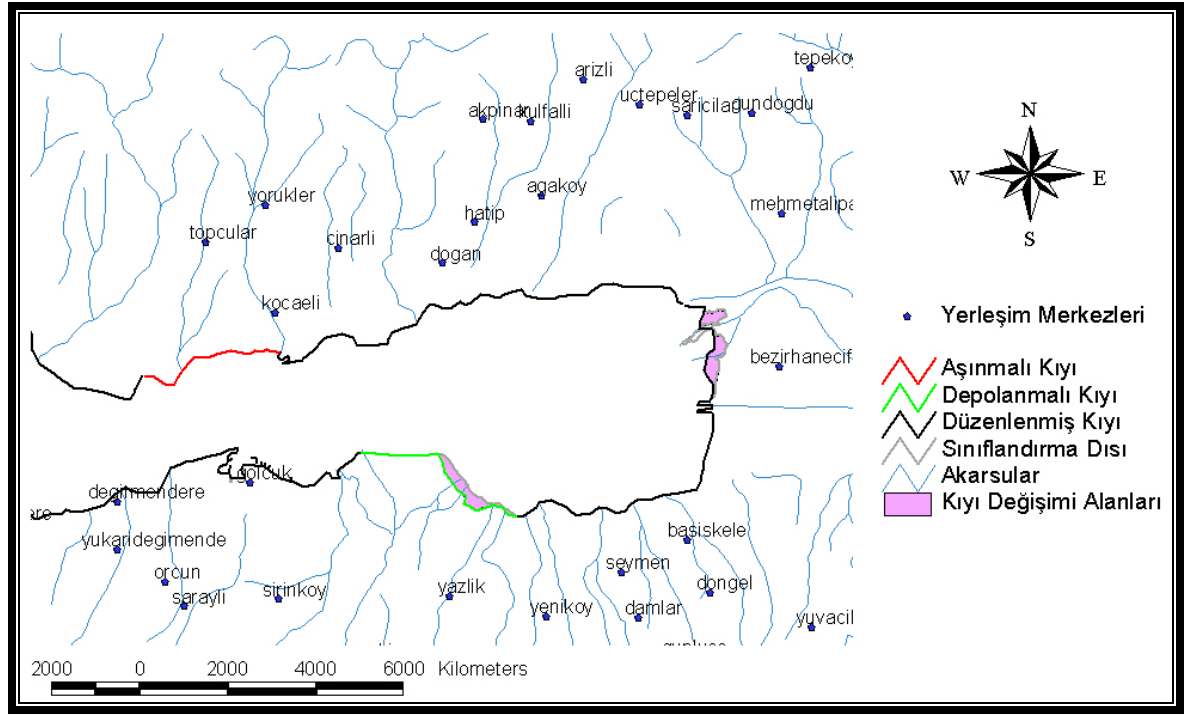 tepeko
arizli
uctepeler
saricilar
gundogdu
akpinar
kulfalli
N
W
E
S
agakoy
yorukler
mehmetalipa
hatip
topcular
cinarli
dogan
kocaeli
Yerleşim Merkezleri
bezirhanecif
Aşınmalı Kıyı
Depolanmalı Kıyı
Düzenlenmiş Kıyı
Sınıflandırma Dısı
Akarsular
Kıyı Değişimi Alanları
golcuk
degirmendere
ere
yukaridegimende
basiskele
orcun
sarayli
sirinkoy
yazlik
seymen
dongel
yenikoy
damlar
yuvacil
2000 0 2000 4000 6000 Kilometers